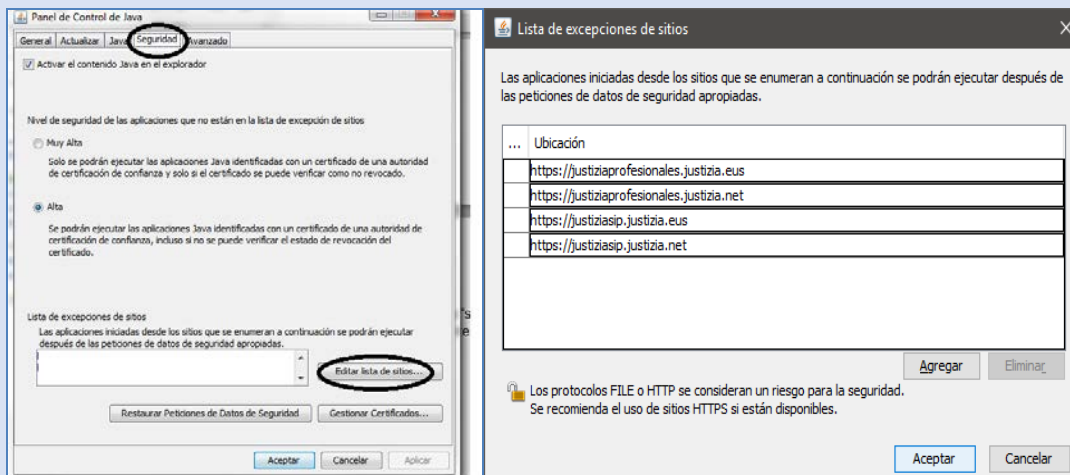 Panel de Control de Java
General Actualizar Java Seguridad Avanzado
Activar el contenido Java en el explorador
Nivel de seguridad de las aplicaciones que no están en la lista de excepción de sitios
Muy Alta
Solo se podrán ejecutar las aplicaciones Java identificadas con un certificado de una autoridad
de certificación de confianza y solo si el certificado se puede verificar como no revocado.
Alta
Se podrán ejecutar las aplicaciones Java identificadas con un certificado de una autoridad de
certificación de confianza, incluso si no se puede verificar el estado de revocación del
certificado.
Lista de excepciones de sitios
Las aplicaciones iniciadas desde los sitios que se enumeran a continuación se podrán ejecutar
después de las peticiones de datos de seguridad apropiadas.
Editar lista de sitios...
Restaurar Peticiones de Datos de Seguridad Gestionar Certificados...
Aceptar Cancelar Aplicar
Lista de excepciones de sitios
Las aplicaciones iniciadas desde los sitios que se enumeran a continuación se podrán ejecutar después de
las peticiones de datos de seguridad apropiadas.
... Ubicación
https://justiziaprofesionales.justizia.eus
https://justiziaprofesionales.justizia.net
https://justiziasip.justizia.eus
https://justiziasip.justizia.net
Agregar Eliminar
Los protocolos FILE o HTTP se consideran un riesgo para la seguridad.
Se recomienda el uso de sitios HTTPS si están disponibles.
Aceptar Cancelar